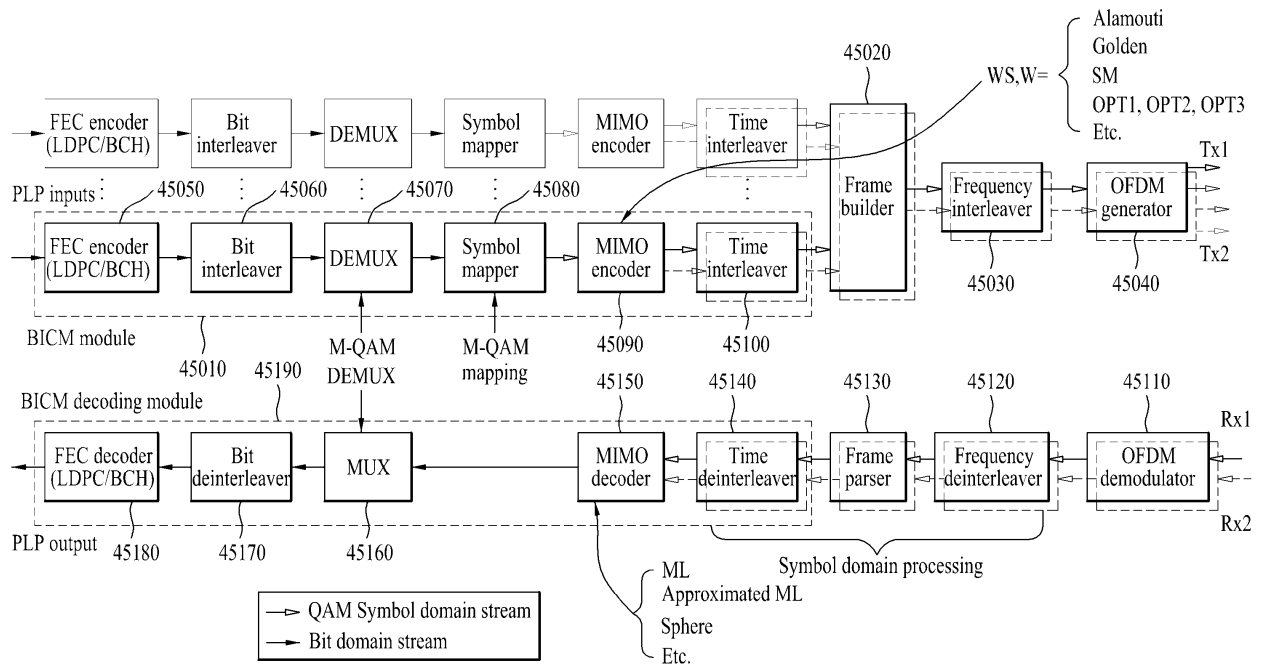 Alamouti
Golden
WS,W= SM
OPT1, OPT2, OPT3
Etc.
45020
FEC encoder
(LDPC/BCH)
Bit
interleaver
DEMUX
Symbol
mapper
MIMO
encoder
Time
interleaver
Frame
builder
Frequency
interleaver
OFDM
generator
Tx1
Tx2
45030
45040
PLP inputs
45050
45060
45070
45080
FEC encoder
(LDPC/BCH)
Bit
interleaver
DEMUX
Symbol
mapper
MIMO
encoder
Time
interleaver
BICM module
45010
M-QAM
DEMUX
M-QAM
mapping
45090
45100
45190
45150
45140
45130
45120
45110
BICM decoding module
FEC decoder
(LDPC/BCH)
Bit
deinterleaver
MUX
MIMO
decoder
Time
deinterleaver
Frame
parser
Frequency
deinterleaver
OFDM
demodulator
Rx1
Rx2
PLP output
45180
45170
45160
Symbol domain processing
ML
Approximated ML
Sphere
Etc.
QAM Symbol domain stream
Bit domain stream